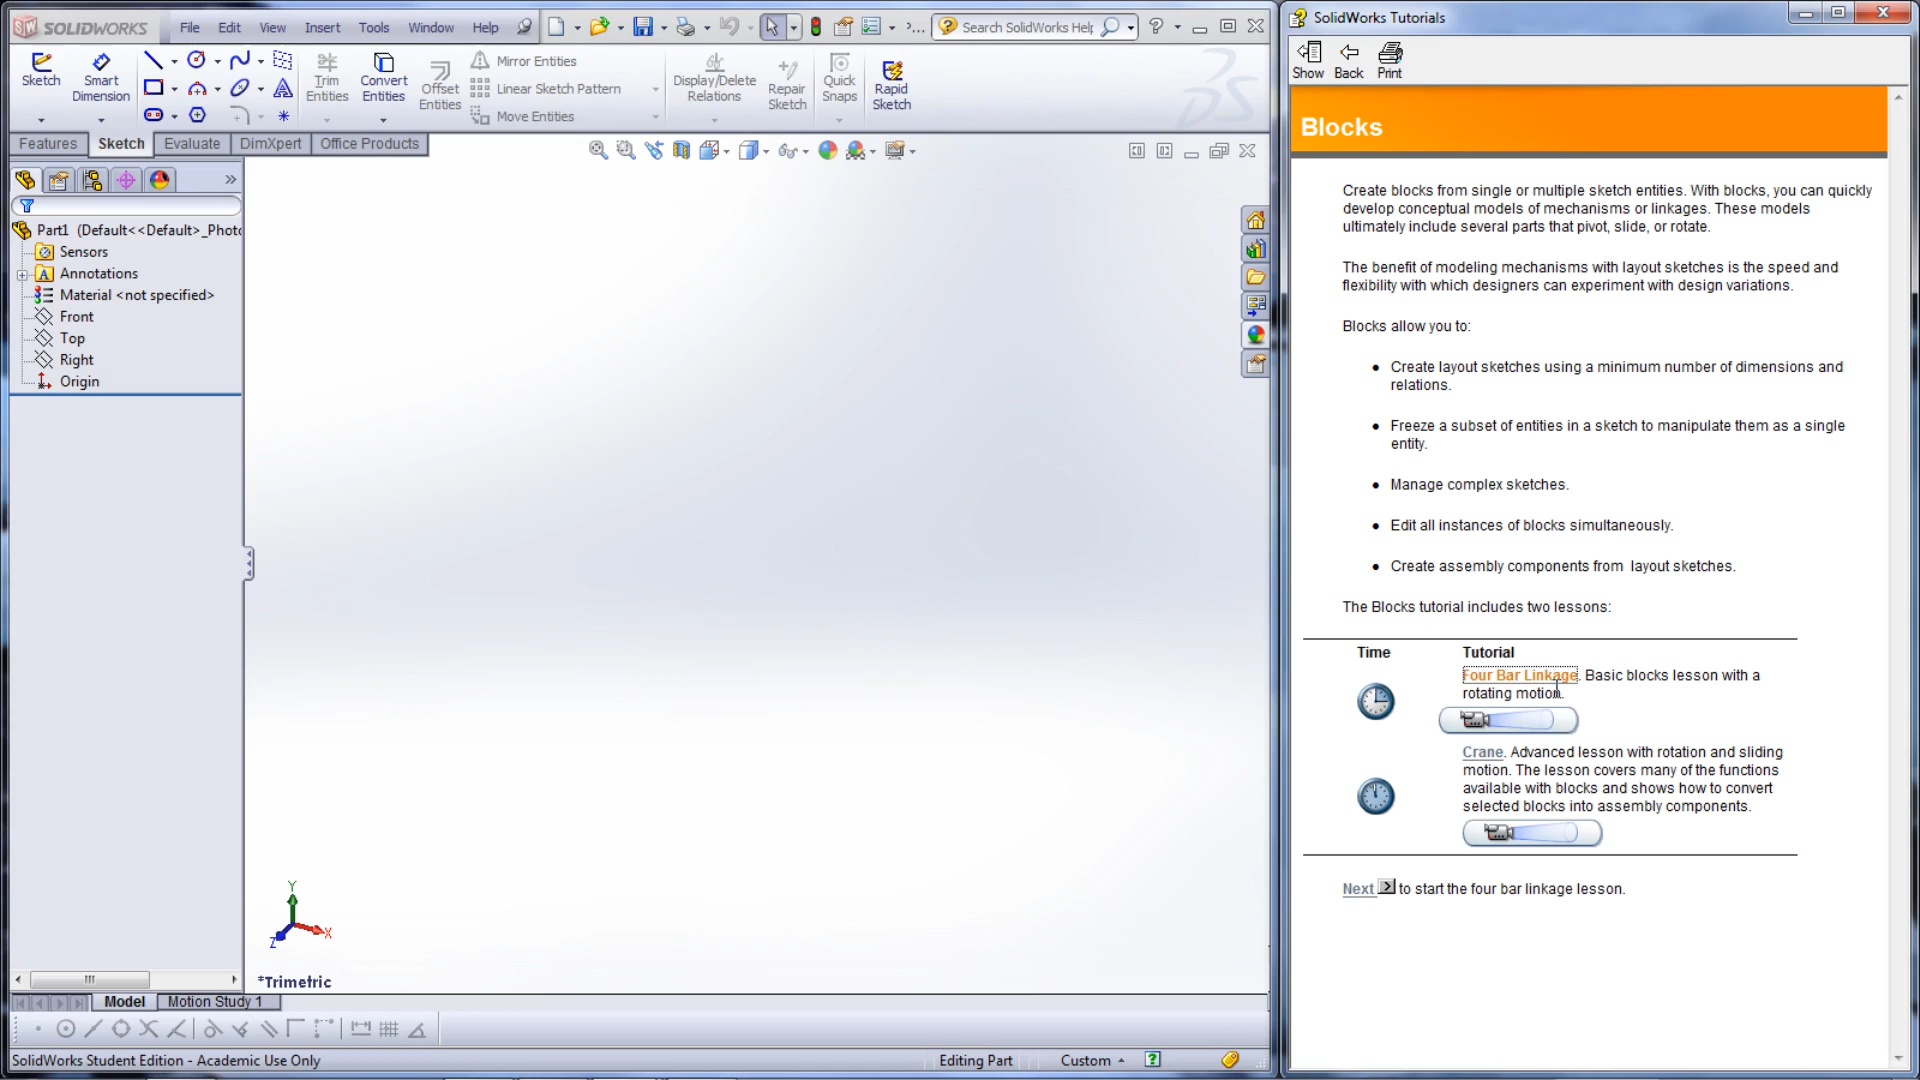 SOLIDWORKS File Edit View Insert Tools Window Help Search SolidWorks Help
Sketch
Smart Dimension
Trim Entities
Convert Entities
Offset Entities
Mirror Entities
Linear Sketch Pattern
Move Entities
Display/Delete Relations
Repair Sketch
Quick Snaps
Rapid Sketch
Features Sketch Evaluate DimXpert Office Products
Part1 (Default<<Default>_Phot
Sensors
Annotations
Material <not specified>
Front
Top
Right
Origin
Y
X
Z
*Trimetric
Model Motion Study 1
SolidWorks Student Edition - Academic Use Only
Editing Part
Custom
SolidWorks Tutorials
Show Back Print
Blocks
Create blocks from single or multiple sketch entities. With blocks, you can quickly
develop conceptual models of mechanisms or linkages. These models
ultimately include several parts that pivot, slide, or rotate.
The benefit of modeling mechanisms with layout sketches is the speed and
flexibility with which designers can experiment with design variations.
Blocks allow you to:
• Create layout sketches using a minimum number of dimensions and
relations.
• Freeze a subset of entities in a sketch to manipulate them as a single
entity.
• Manage complex sketches.
• Edit all instances of blocks simultaneously.
• Create assembly components from layout sketches.
The Blocks tutorial includes two lessons:
Time Tutorial
Four Bar Linkage. Basic blocks lesson with a
rotating motion.
Crane. Advanced lesson with rotation and sliding
motion. The lesson covers many of the functions
available with blocks and shows how to convert
selected blocks into assembly components.
Next > to start the four bar linkage lesson.